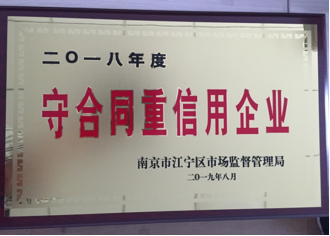 二〇一八年度
守合同重信用企业
南京市江宁区市场监督管理局
二〇一九年八月